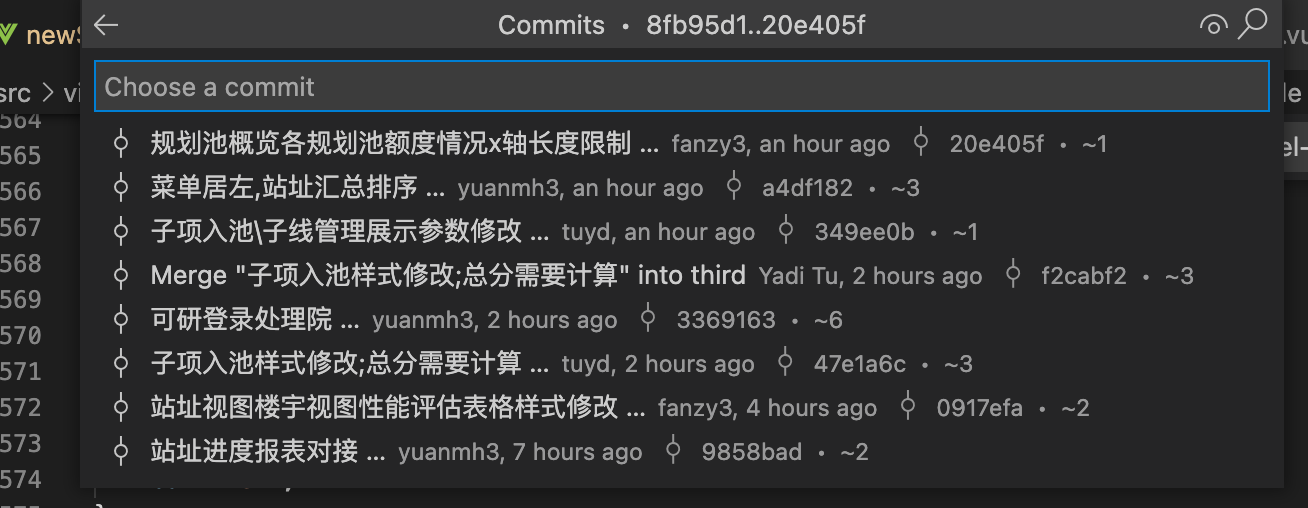 Commits • 8fb95d1..20e405f
newS
.vu
src > vi
Choose a commit
le
564
规划池概览各规划池额度情况x轴长度限制 ... fanzy3, an hour ago 20e405f • ~1
565
el-
566
菜单居左,站址汇总排序 ... yuanmh3, an hour ago a4df182 • ~3
567
子项入池\子线管理展示参数修改 ... tuyd, an hour ago 349ee0b • ~1
568
Merge "子项入池样式修改;总分需要计算" into third Yadi Tu, 2 hours ago f2cabf2 • ~3
569
可研登录处理院 ... yuanmh3, 2 hours ago 3369163 • ~6
570
571
子项入池样式修改;总分需要计算 ... tuyd, 2 hours ago 47e1a6c • ~3
572
站址视图楼宇视图性能评估表格样式修改 ... fanzy3, 4 hours ago 0917efa • ~2
573
站址进度报表对接 ... yuanmh3, 7 hours ago 9858bad • ~2
574